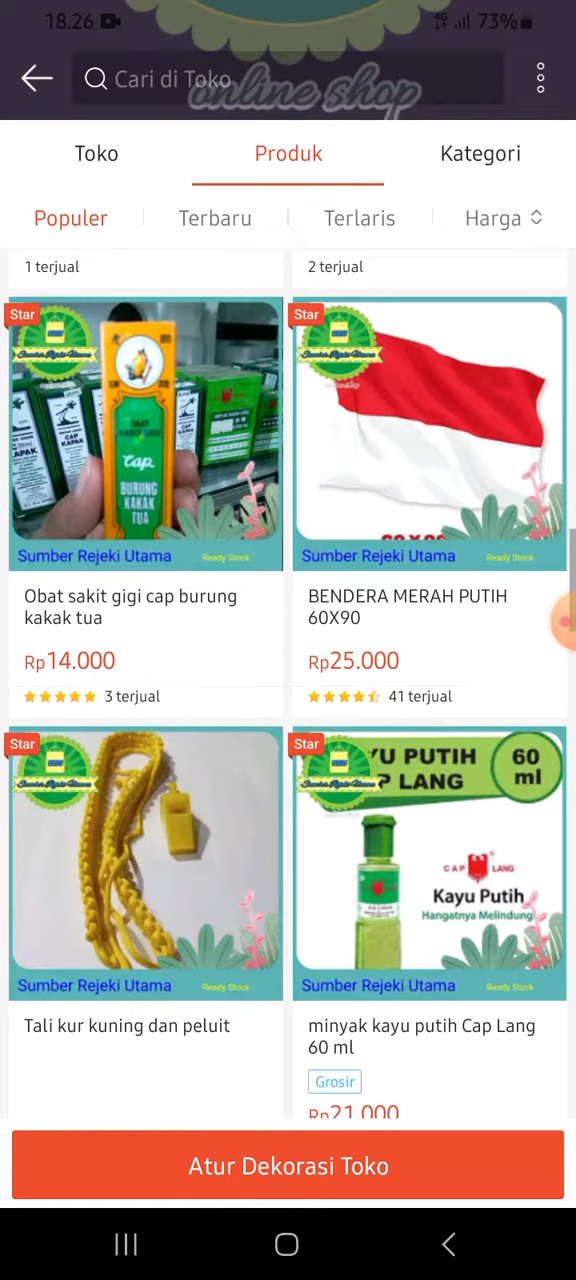 18.26
4G
73%
Cari di Toko
online shop
Toko
Produk
Kategori
Populer
Terbaru
Terlaris
Harga
1 terjual
2 terjual
Star
CAP KAPAK
Cap
BURUNG
KAKAK
TUA
Sumber Rejeki Utama
Ready Stock
Obat sakit gigi cap burung
kakak tua
Rp14.000
3 terjual
Star
Sumber Rejeki Utama
Ready Stock
BENDERA MERAH PUTIH
60X90
Rp25.000
41 terjual
Star
Sumber Rejeki Utama
Ready Stock
Tali kur kuning dan peluit
Star
YU PUTIH
P LANG
60
ml
CAP LANG
Kayu Putih
Hangatnya Melindung
Sumber Rejeki Utama
Ready Stock
minyak kayu putih Cap Lang
60 ml
Grosir
Rp21.000
Atur Dekorasi Toko